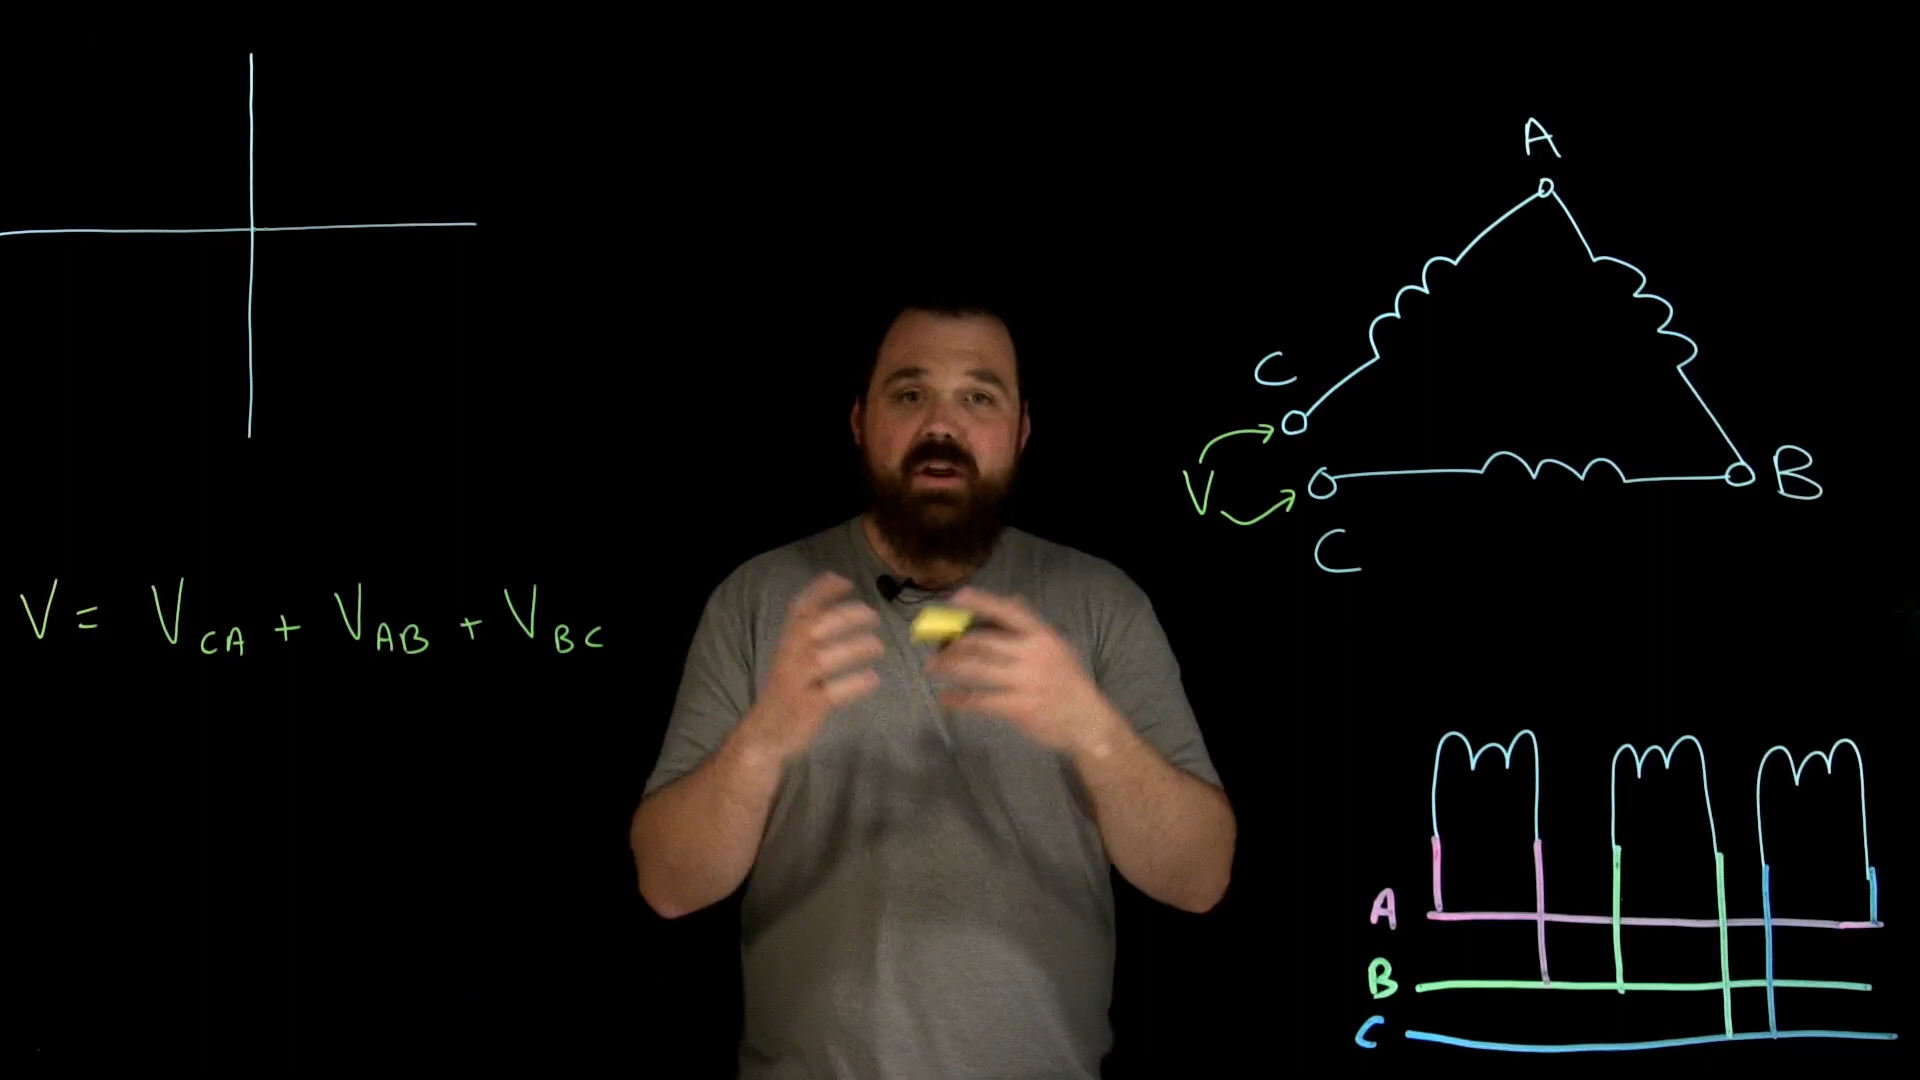 A
C
V
B
C
V = V_CA + V_AB + V_BC
A
B
C